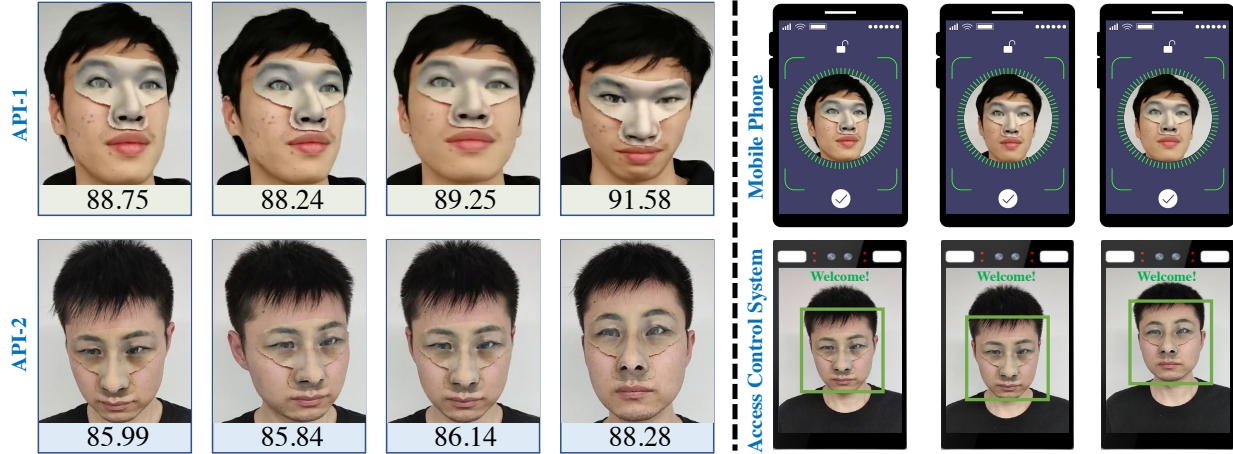 API-1
88.75
88.24
89.25
91.58
API-2
85.99
85.84
86.14
88.28
Mobile Phone
Access Control System
Welcome!
Welcome!
Welcome!